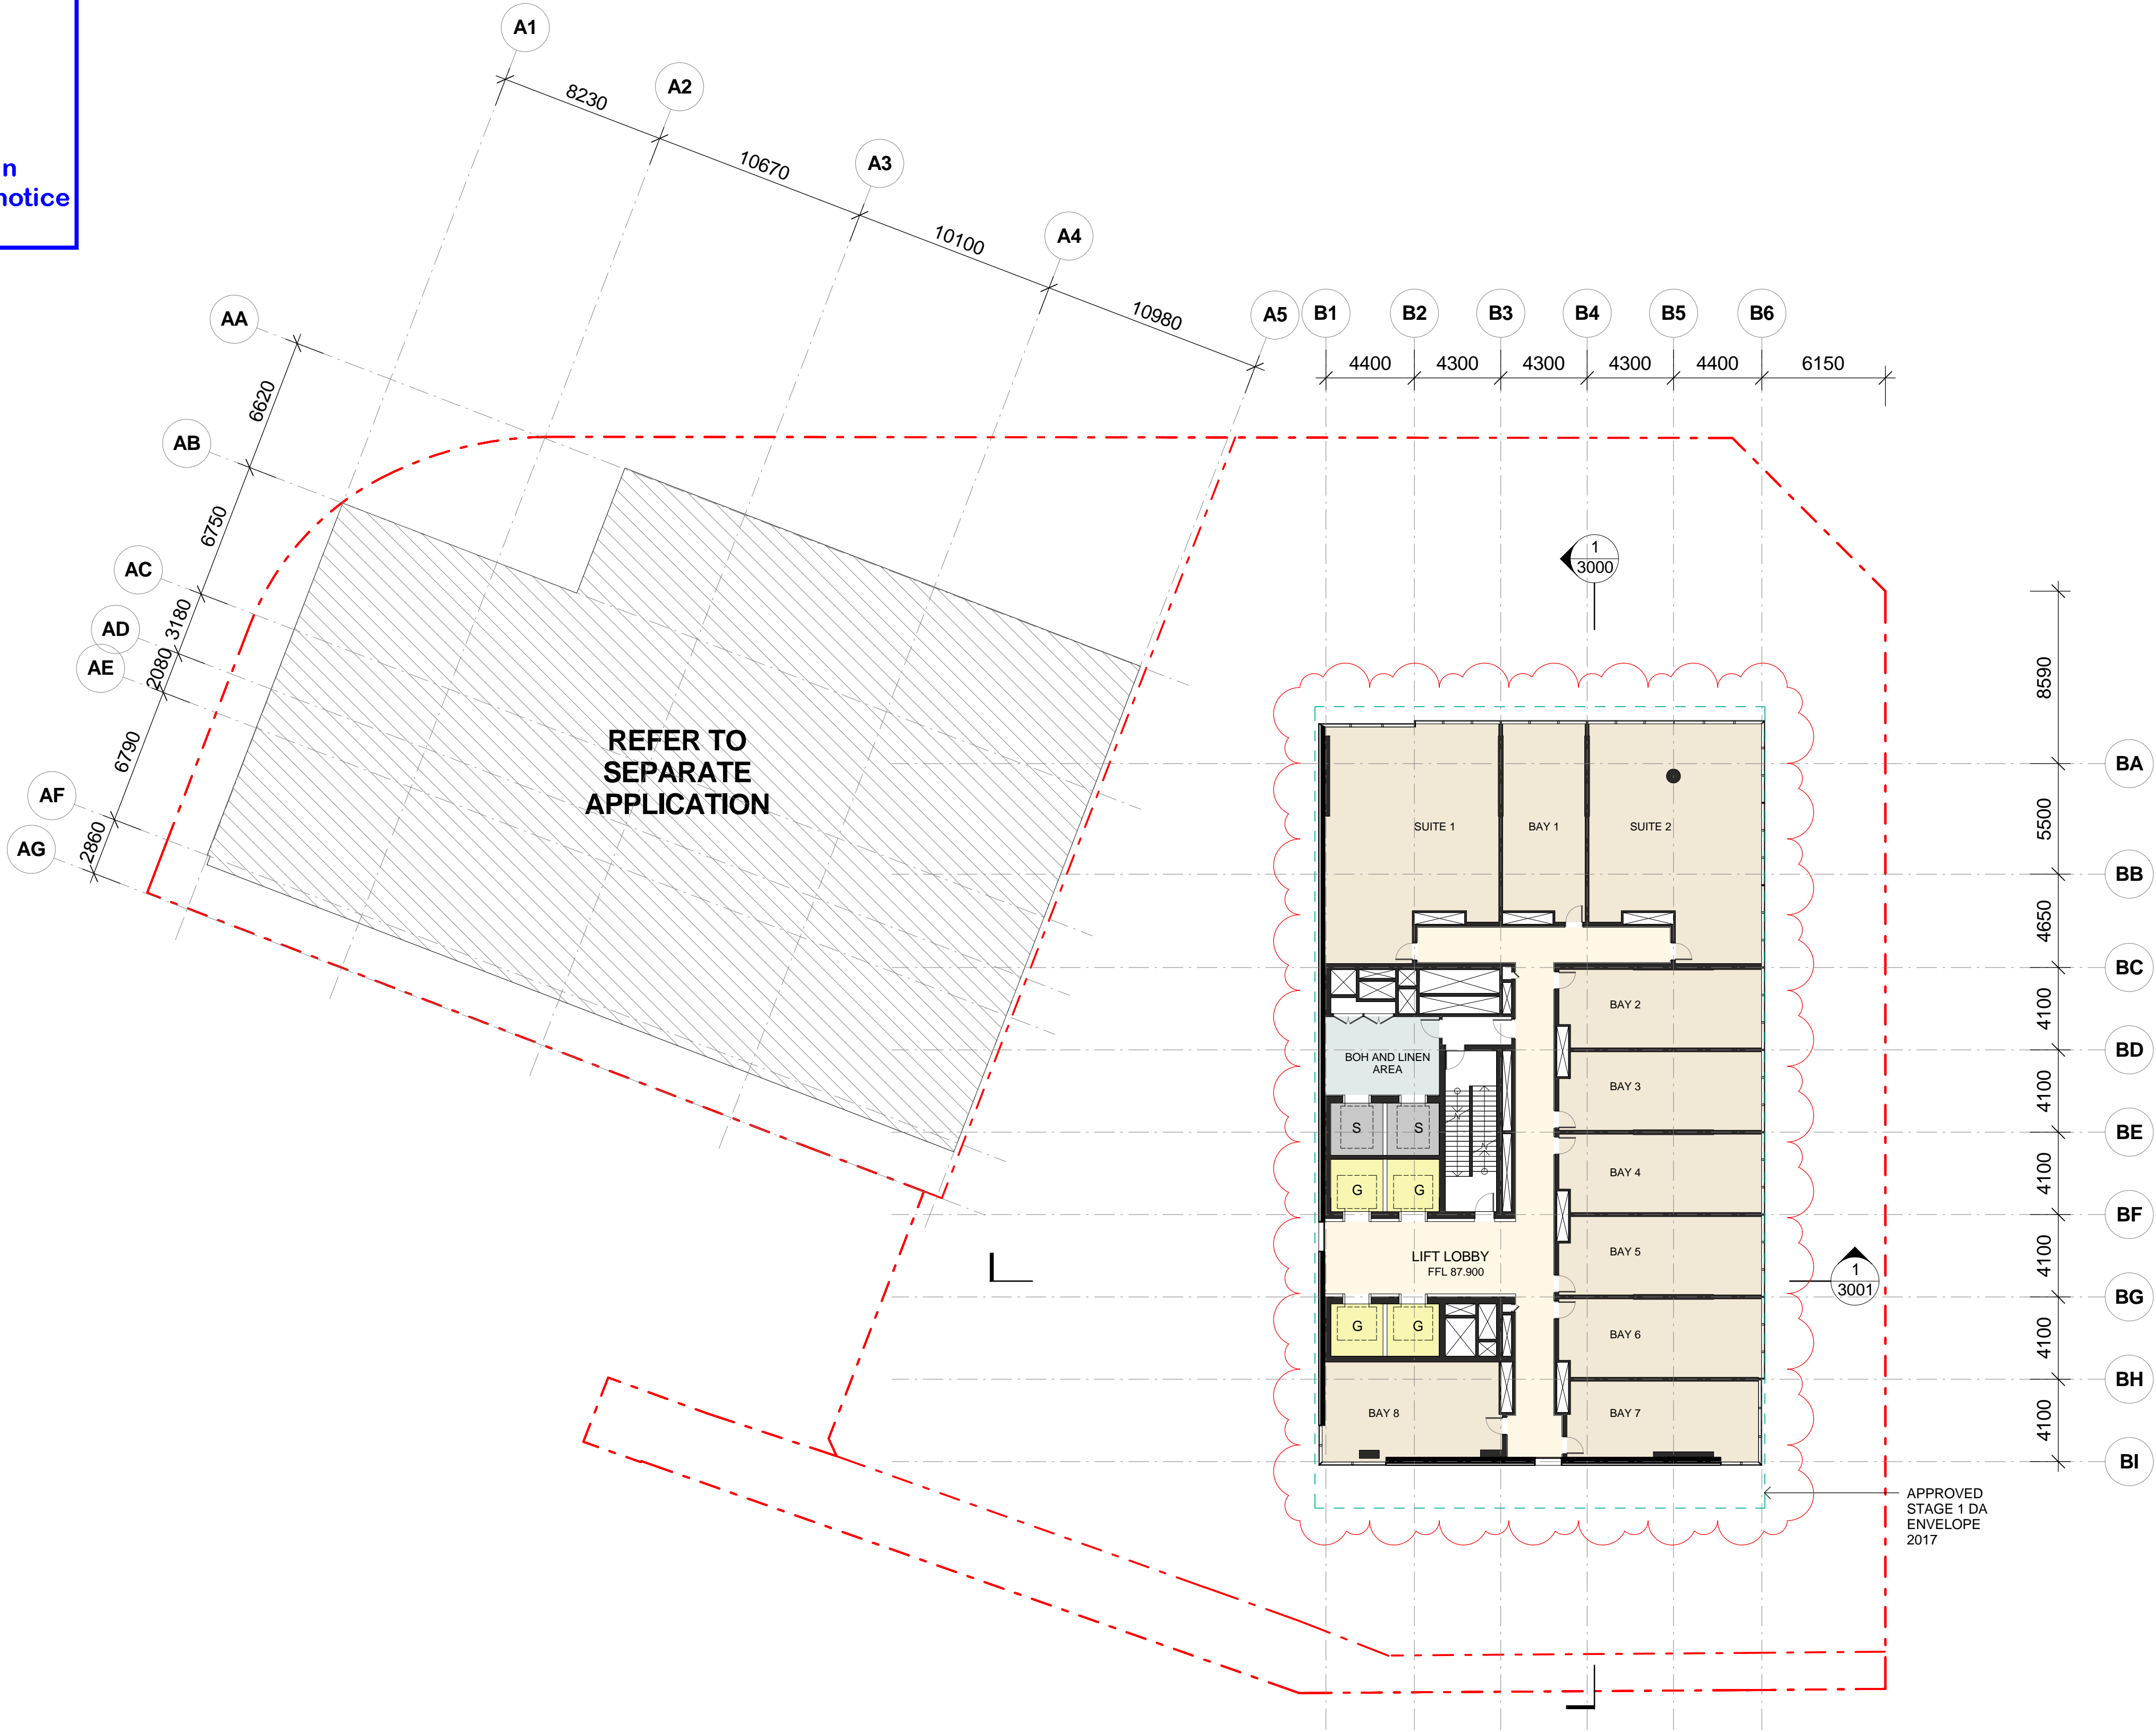 n
notice
A1
A2
A3
A4
A5
8230
10670
10100
10980
AA
AB
AC
AD
AE
AF
AG
6620
6750
3180
2080
6790
2860
B1
B2
B3
B4
B5
B6
4400
4300
4300
4300
4400
6150
1
3000
REFER TO
SEPARATE
APPLICATION
SUITE 1
BAY 1
SUITE 2
BAY 2
BOH AND LINEN
AREA
BAY 3
S
S
BAY 4
G
G
LIFT LOBBY
FFL 87.900
BAY 5
G
G
BAY 6
BAY 8
BAY 7
1
3001
8590
5500
4650
4100
4100
4100
4100
4100
4100
BA
BB
BC
BD
BE
BF
BG
BH
BI
APPROVED
STAGE 1 DA
ENVELOPE
2017